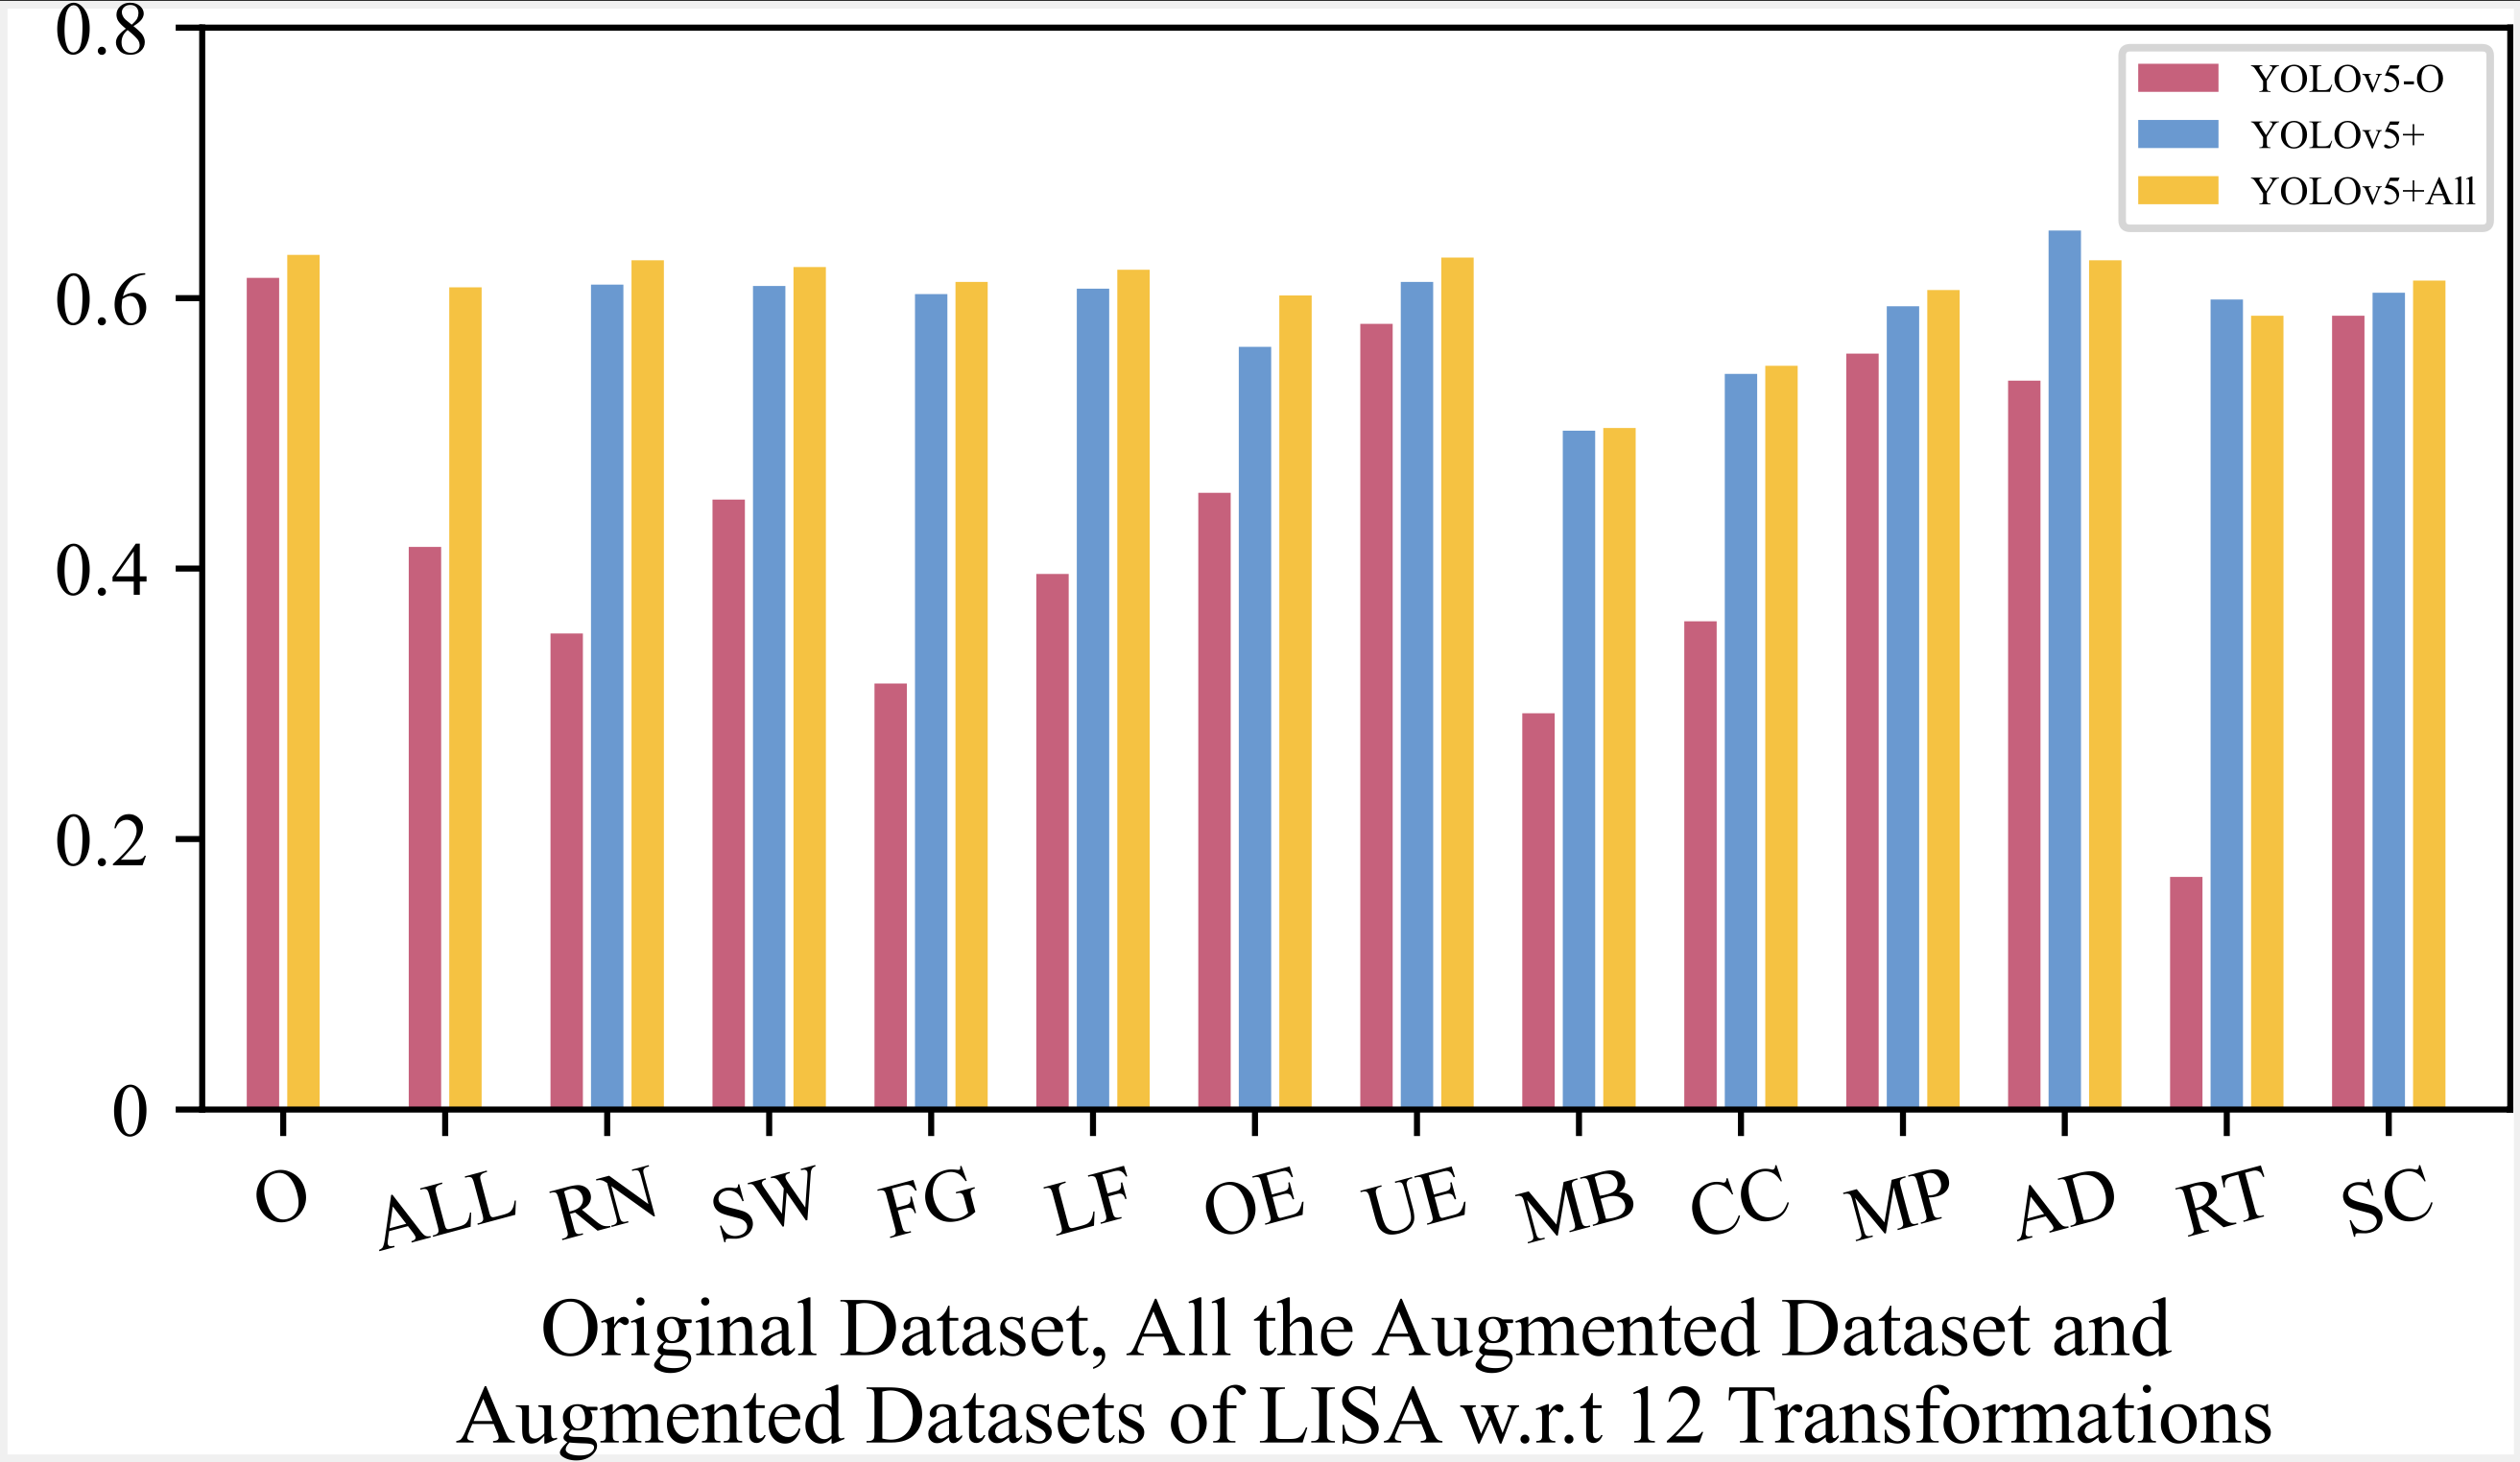 0.8
0.6
0.4
0.2
0
YOLOv5-O
YOLOv5+
YOLOv5+All
O ALL RN SW FG LF OE UE MB CC MP AD RT SC
Original Dataset, All the Augmented Dataset and
Augmented Datasets of LISA w.r.t 12 Transformations